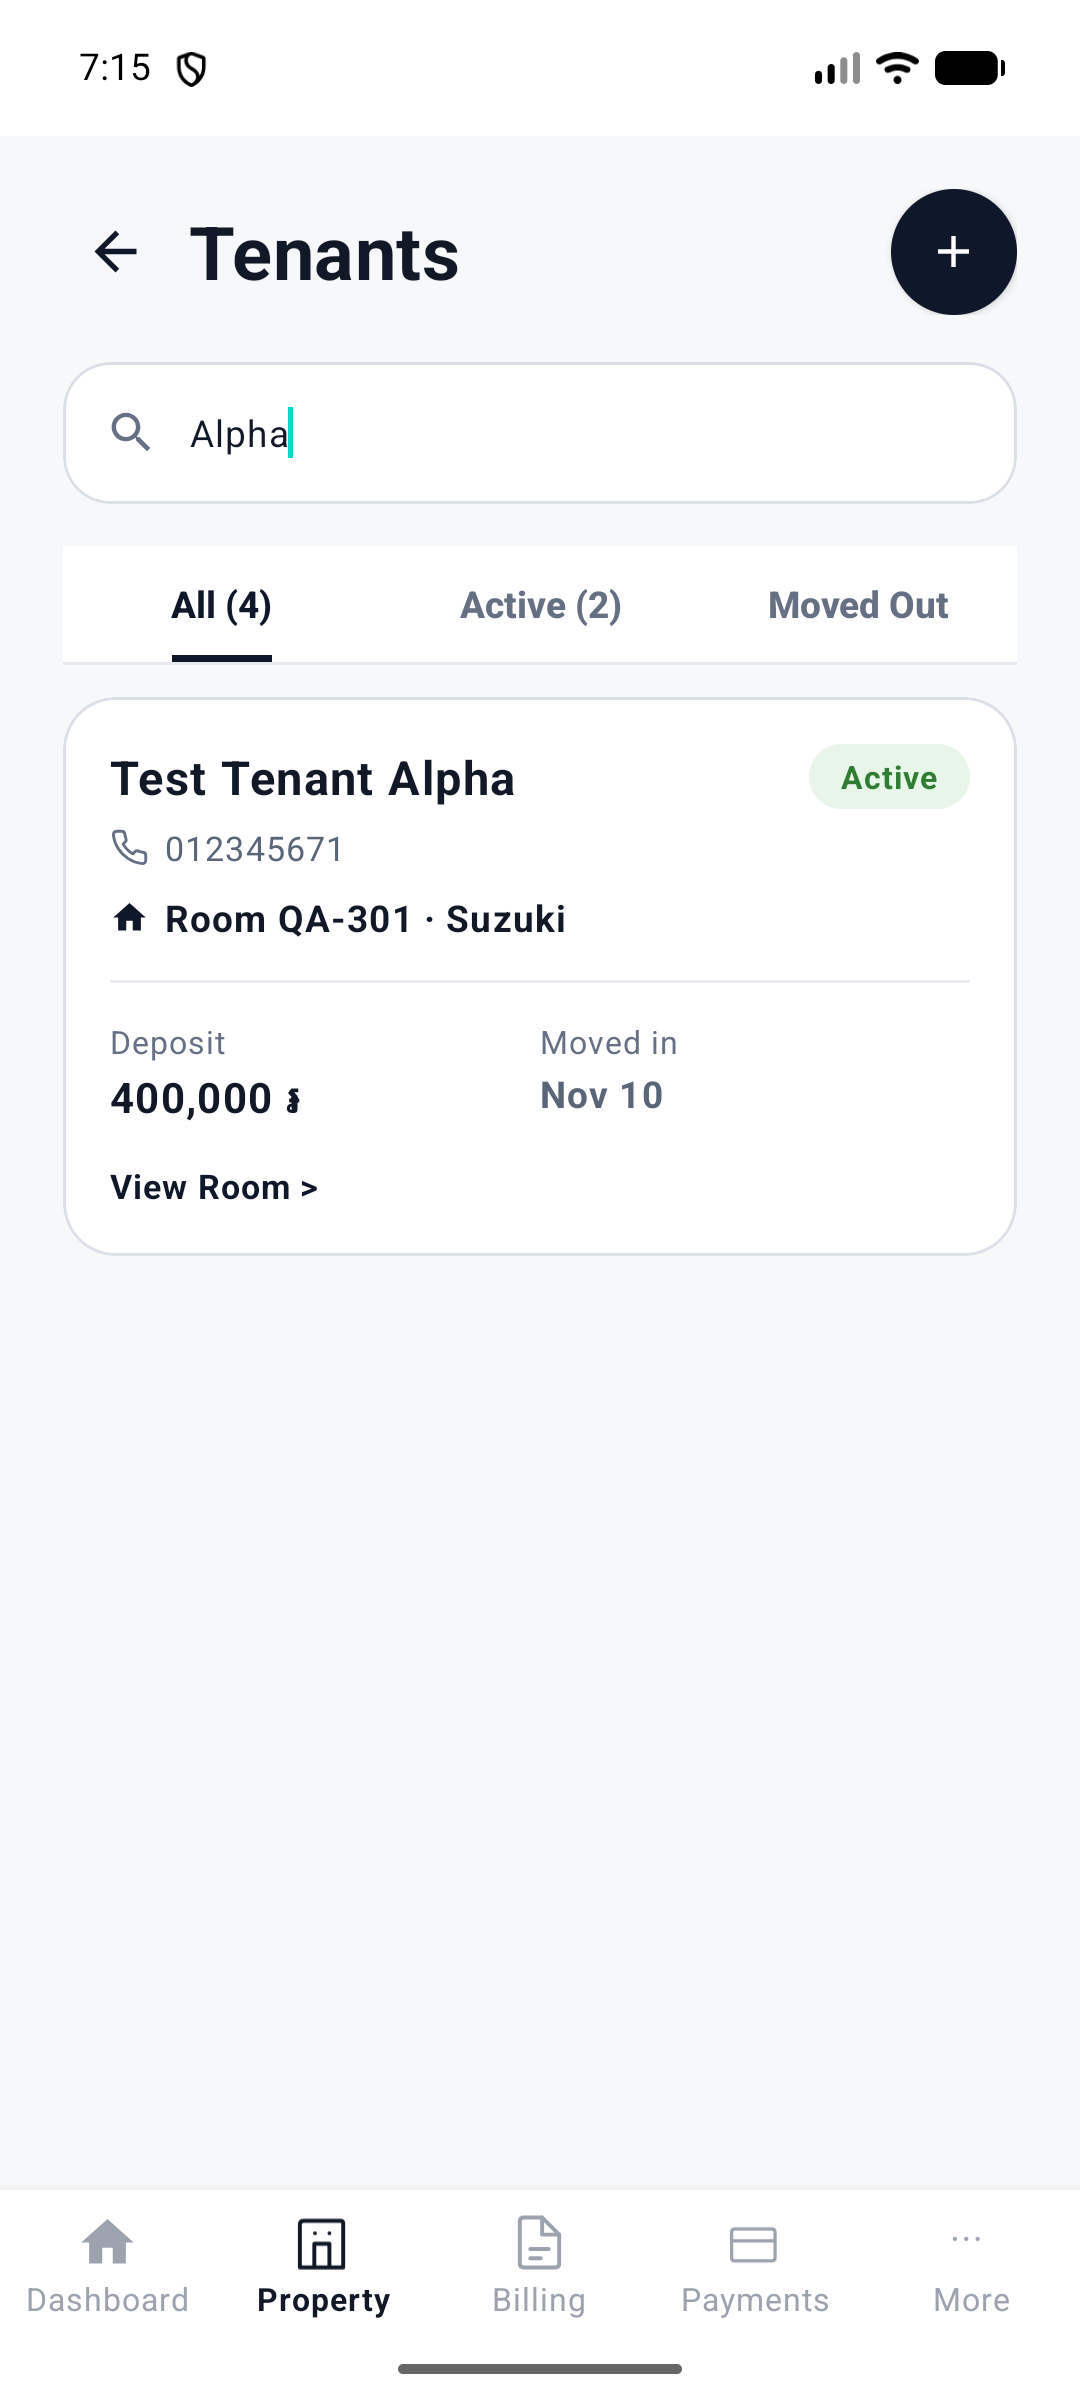 7:15
Tenants
Alpha
All (4)
Active (2)
Moved Out
Test Tenant Alpha
Active
012345671
Room QA-301 · Suzuki
Deposit
Moved in
400,000 ៛
Nov 10
View Room >
Dashboard
Property
Billing
Payments
More